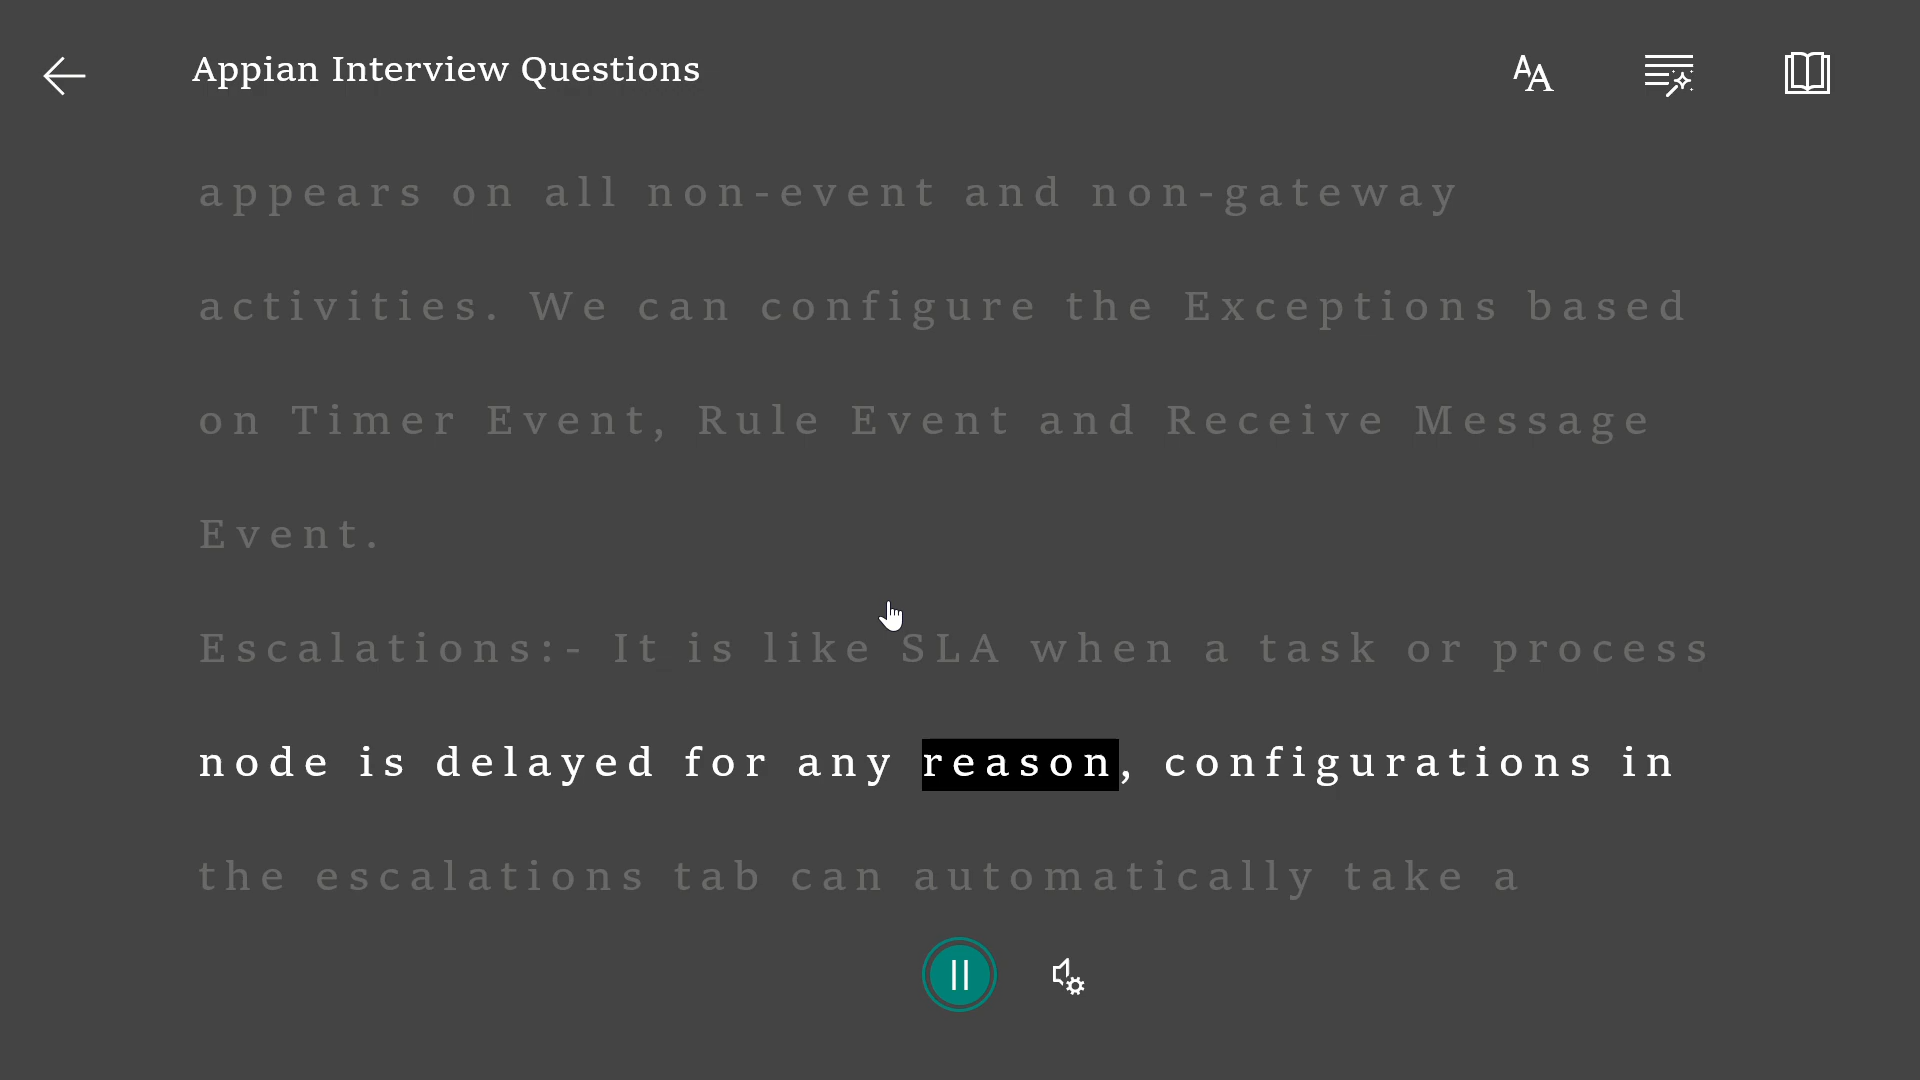 Appian Interview Questions
appears on all non-event and non-gateway
activities. We can configure the Exceptions based
on Timer Event, Rule Event and Receive Message
Event.
Escalations:- It is like SLA when a task or process
node is delayed for any reason, configurations in
the escalations tab can automatically take a